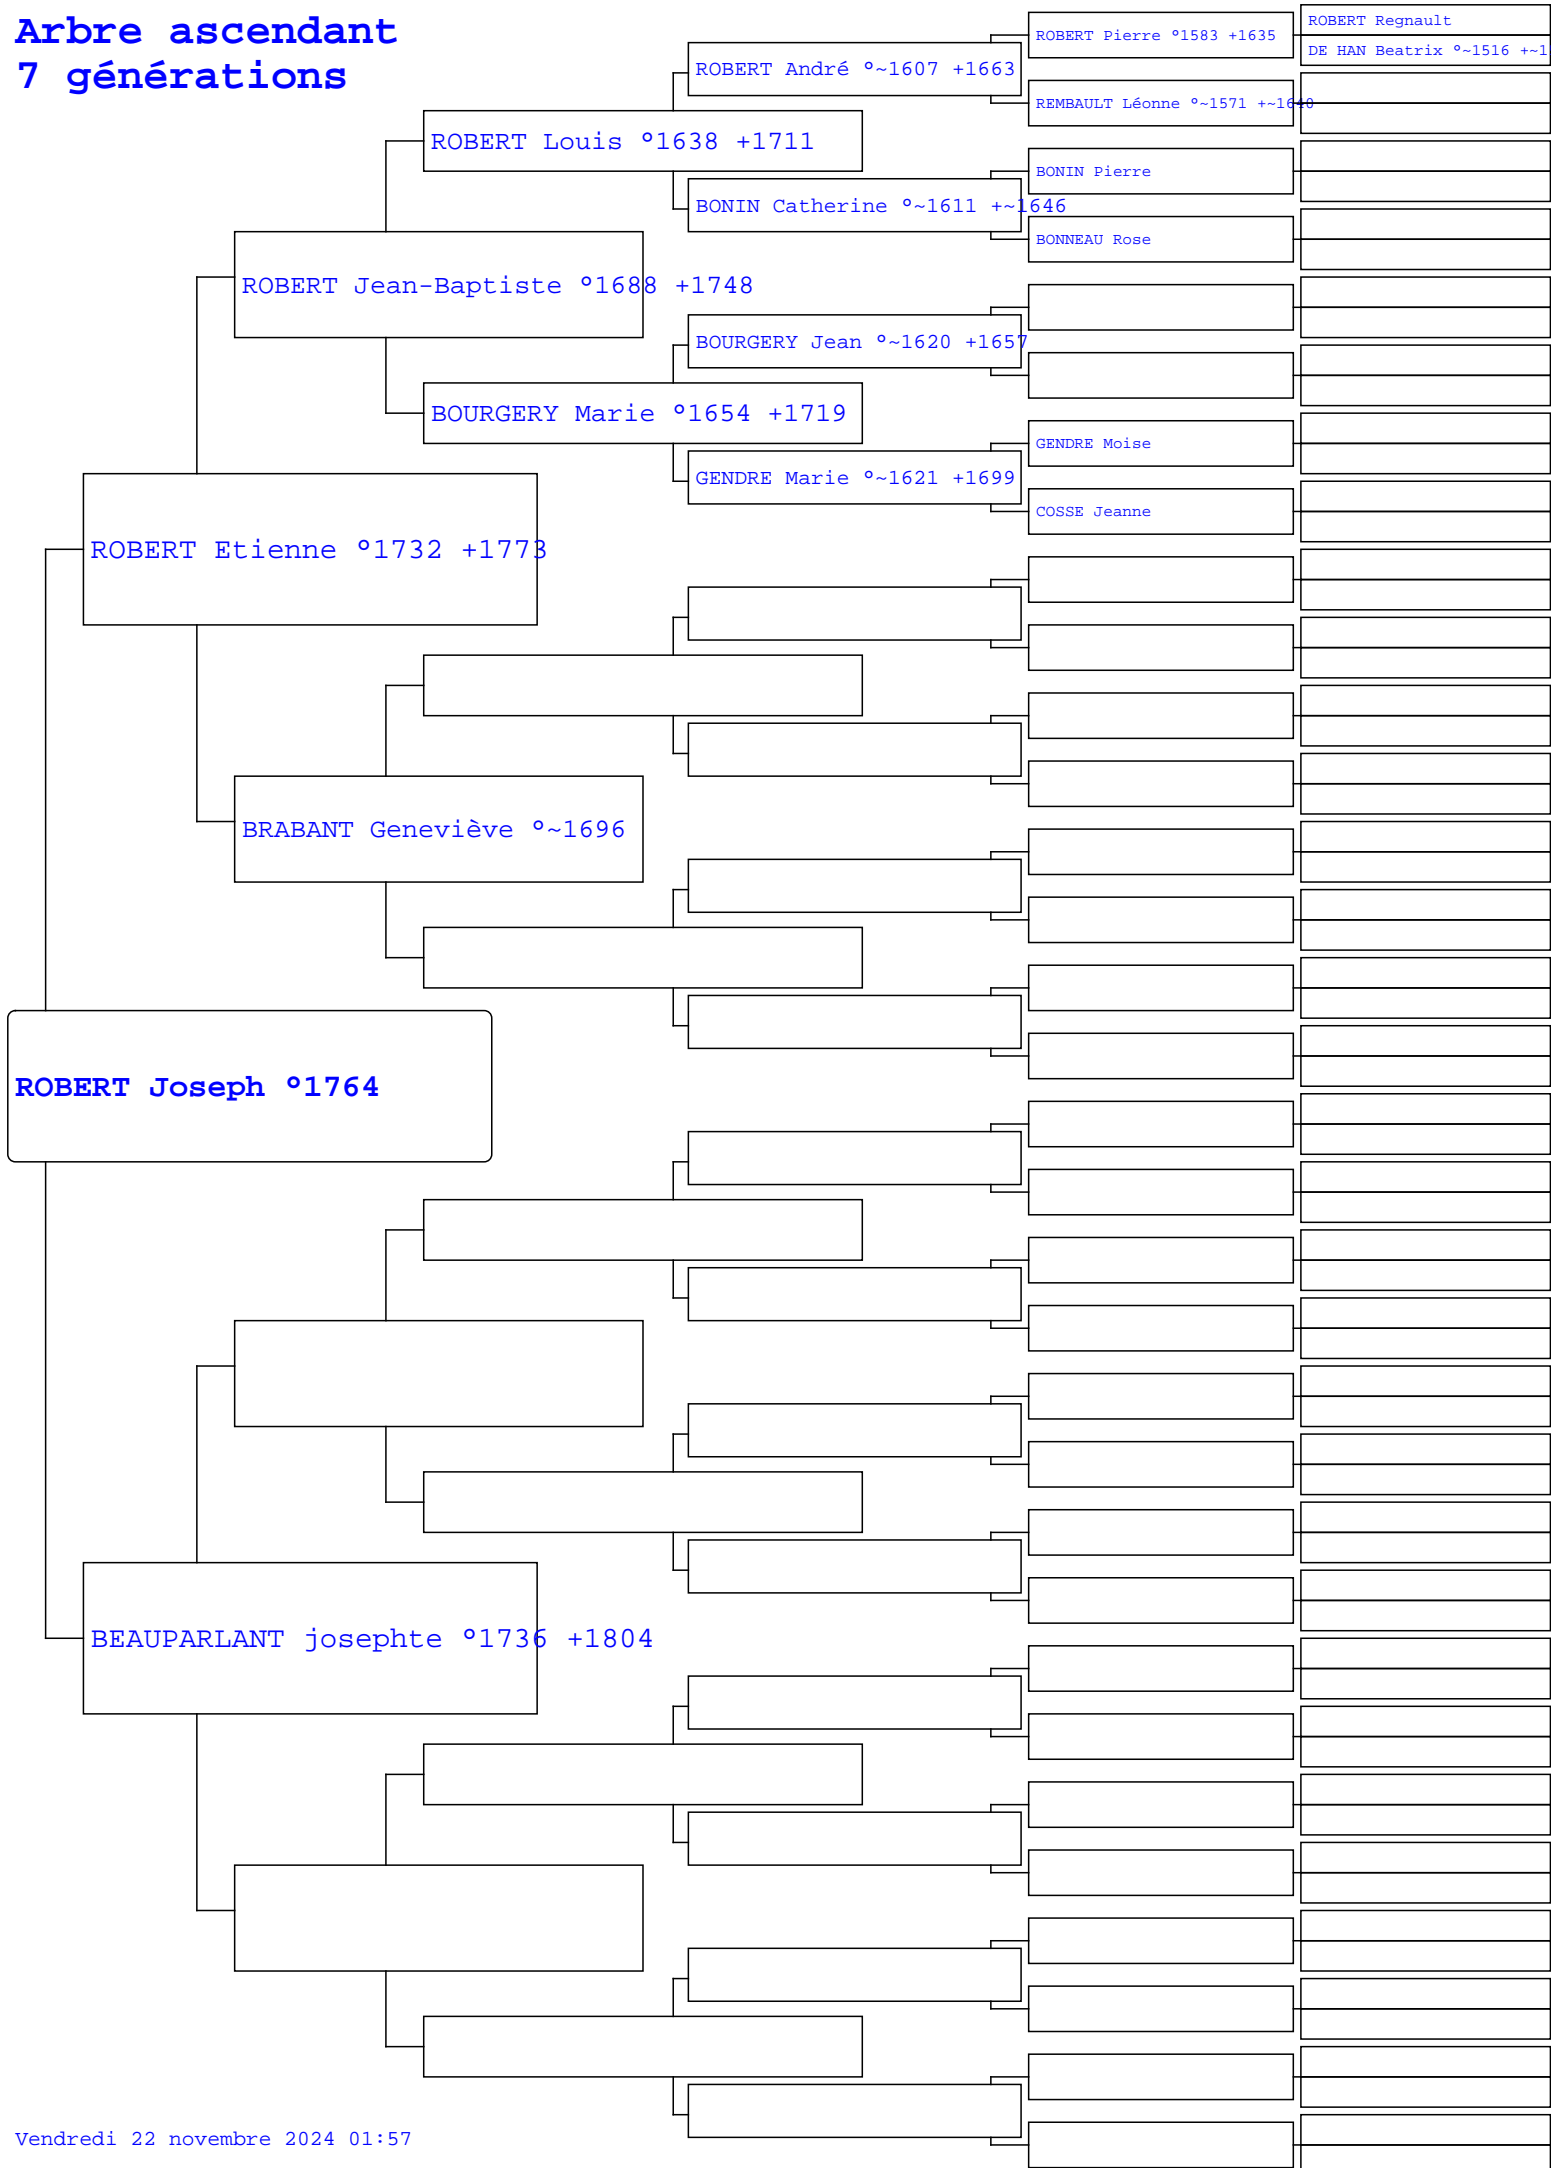 Arbre ascendant
7 générations
ROBERT Regnault
ROBERT Pierre °1583 +1635
DE HAN Beatrix °~1516 +~1
ROBERT André °~1607 +1663
REMBAULT Léonne °~1571 +~1640
ROBERT Louis °1638 +1711
BONIN Pierre
BONIN Catherine °~1611 +~1646
BONNEAU Rose
ROBERT Jean-Baptiste °1688 +1748
BOURGERY Jean °~1620 +1657
BOURGERY Marie °1654 +1719
GENDRE Moise
GENDRE Marie °~1621 +1699
COSSE Jeanne
ROBERT Etienne °1732 +1773
BRABANT Geneviève °~1696
ROBERT Joseph °1764
BEAUPARLANT josephte °1736 +1804
Vendredi 22 novembre 2024 01:57